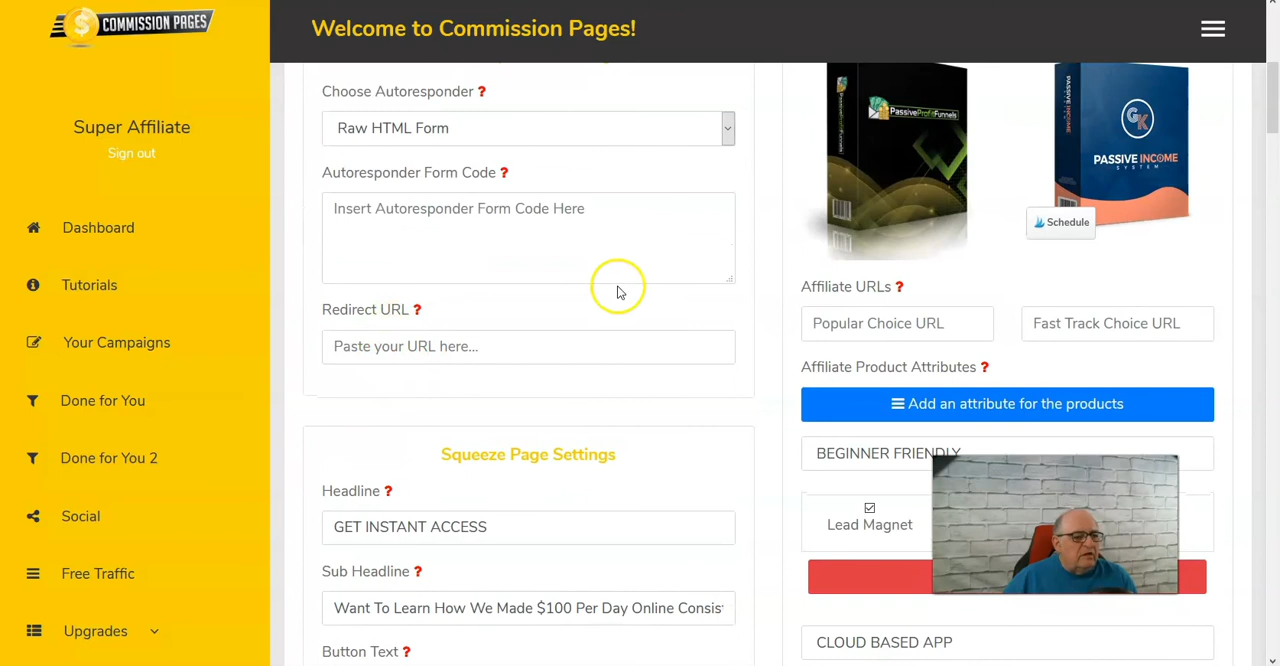 COMMISSION PAGES
Welcome to Commission Pages!
Super Affiliate
Sign out
Dashboard
Tutorials
Your Campaigns
Done for You
Done for You 2
Social
Free Traffic
Upgrades
Choose Autoresponder ?
Raw HTML Form
Autoresponder Form Code ?
Insert Autoresponder Form Code Here
Redirect URL ?
Paste your URL here...
Squeeze Page Settings
Headline ?
GET INSTANT ACCESS
Sub Headline ?
Want To Learn How We Made $100 Per Day Online Consis
Button Text ?
PassiveProfitFunnels
GK
PASSIVE INCOME
SYSTEM
Schedule
Affiliate URLs ?
Popular Choice URL
Fast Track Choice URL
Affiliate Product Attributes ?
Add an attribute for the products
BEGINNER FRIENDLY
Lead Magnet
CLOUD BASED APP